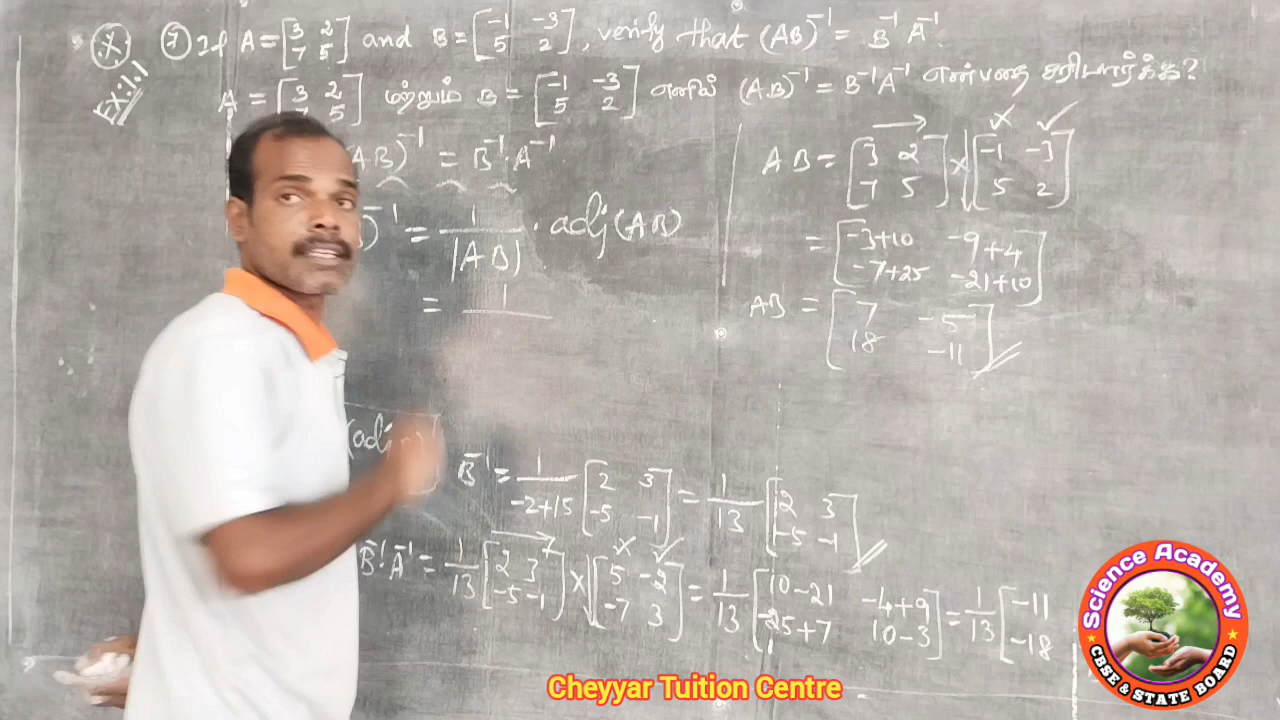 (X) ⑦ If A = [3 2; 7 5] and B = [-1 -3; 5 2], verify that (AB)⁻¹ = B⁻¹ A⁻¹.
EX:1.1
A = [3 2; 7 5] மற்றும் B = [-1 -3; 5 2] எனில் (AB)⁻¹ = B⁻¹A⁻¹ என்பதை சரிபார்க்க?
AB)⁻¹ = B⁻¹·A⁻¹
)⁻¹ = 1/|AB| · adj(AB)
= 1
AB = [3 2; 7 5] × [-1 -3; 5 2]
= [-3+10 -9+4; -7+25 -21+10]
AB = [7 -5; 18 -11]
(adj
B⁻¹ = 1/(-2+15) [2 3; -5 -1] = 1/13 [2 3; -5 -1]
B⁻¹·A⁻¹ = 1/13 [2 3; -5 -1] × [5 -2; -7 3] = 1/13 [10-21 -4+9; -25+7 10-3] = 1/13 [-11; -18
Science Academy
CBSE & STATE BOARD
Cheyyar Tuition Centre